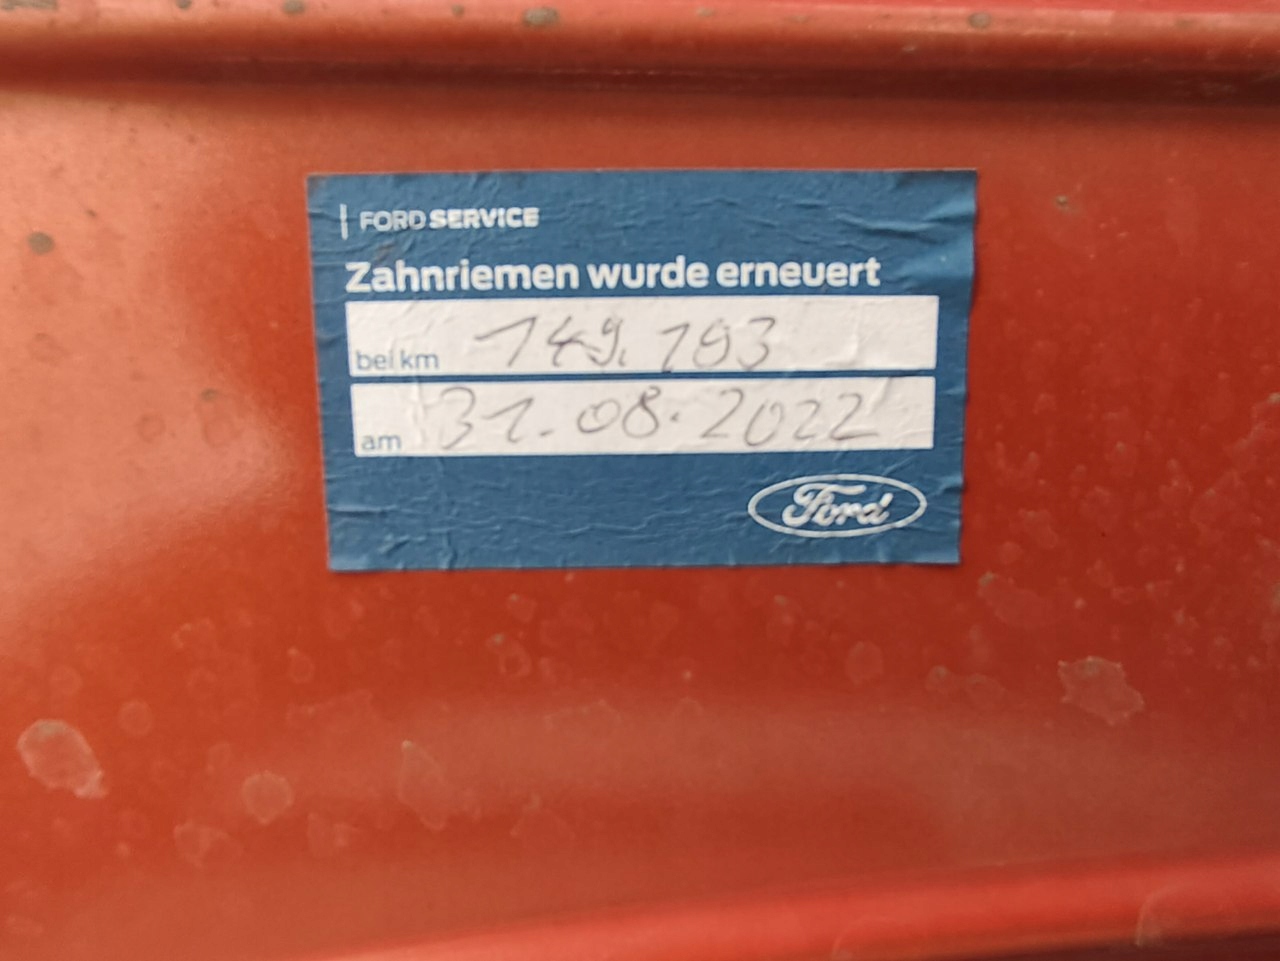 FORD SERVICE
Zahnriemen wurde erneuert
bei km 149.193
am 31.08.2022
Ford